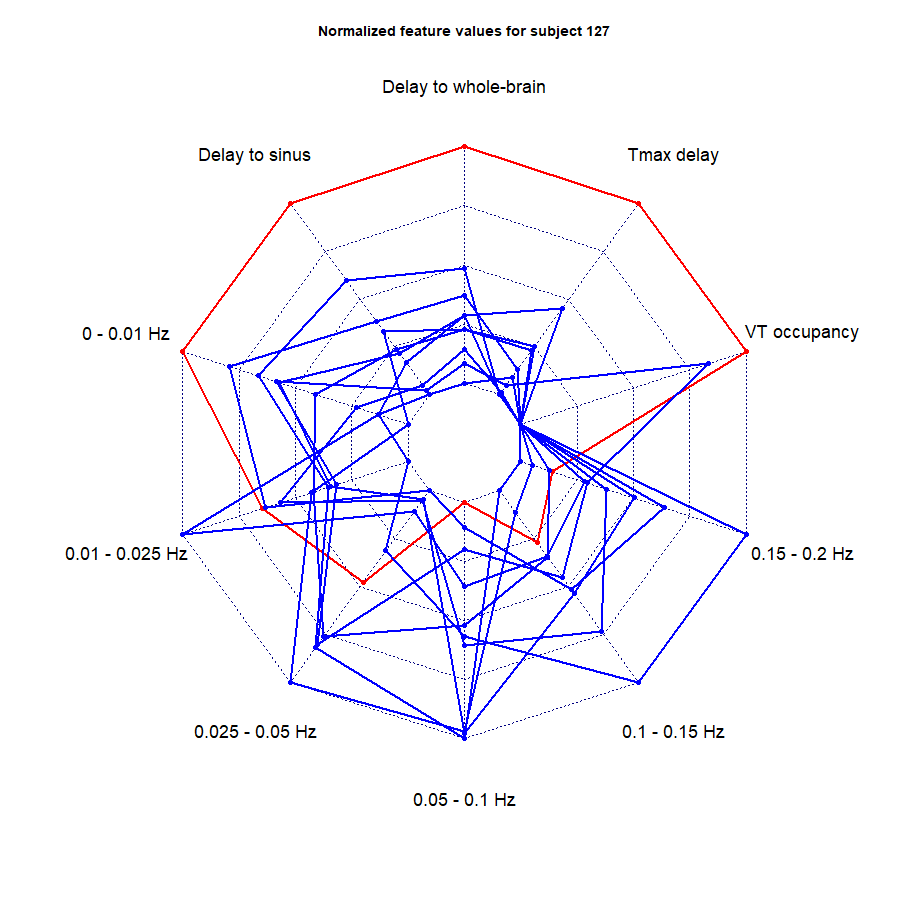 Normalized feature values for subject 127
Delay to whole-brain
Delay to sinus
Tmax delay
0 - 0.01 Hz
VT occupancy
0.01 - 0.025 Hz
0.15 - 0.2 Hz
0.025 - 0.05 Hz
0.1 - 0.15 Hz
0.05 - 0.1 Hz